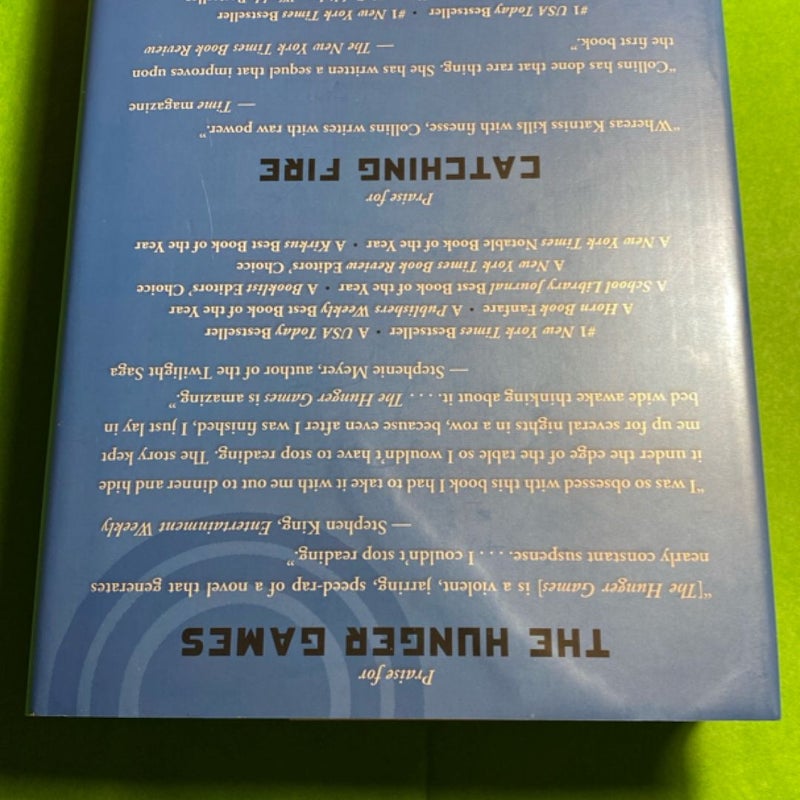 Praise for
THE HUNGER GAMES
“[The Hunger Games] is a violent, jarring, speed-rap of a novel that generates
nearly constant suspense. . . . I couldn't stop reading.”
— Stephen King, Entertainment Weekly
“I was so obsessed with this book I had to take it with me out to dinner and hide
it under the edge of the table so I wouldn't have to stop reading. The story kept
me up for several nights in a row, because even after I was finished, I just lay in
bed wide awake thinking about it. . . . The Hunger Games is amazing.”
— Stephenie Meyer, author of the Twilight Saga
#1 New York Times Bestseller • A USA Today Bestseller
A Horn Book Fanfare • A Publishers Weekly Best Book of the Year
A School Library Journal Best Book of the Year • A Booklist Editors' Choice
A New York Times Book Review Editors' Choice
A New York Times Notable Book of the Year • A Kirkus Best Book of the Year
Praise for
CATCHING FIRE
“Whereas Katniss kills with finesse, Collins writes with raw power.”
— Time magazine
“Collins has done that rare thing. She has written a sequel that improves upon
the first book.” — The New York Times Book Review
#1 USA Today Bestseller • #1 New York Times Bestseller